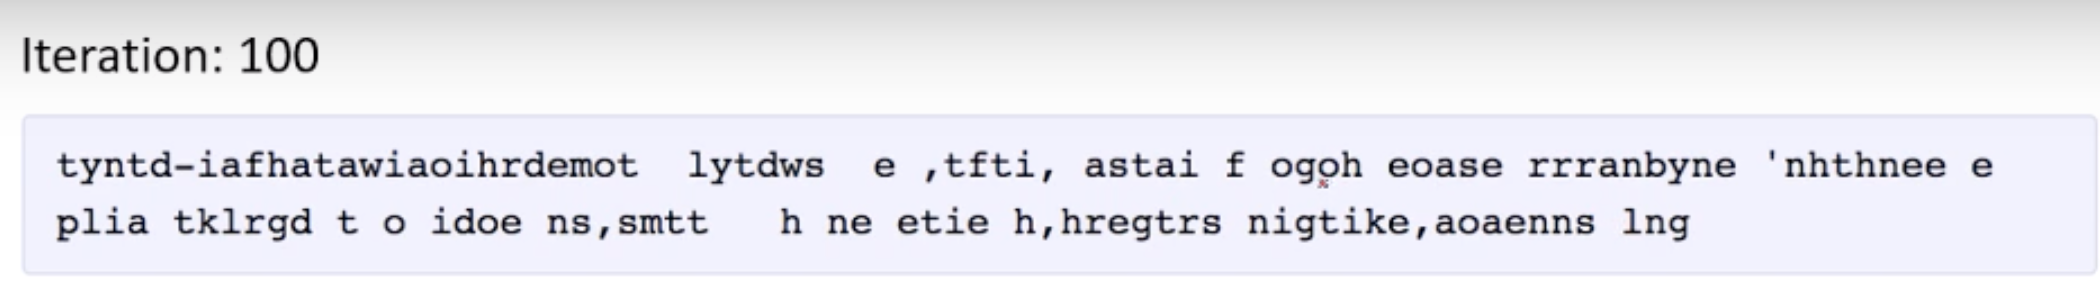 Iteration: 100
tyntd-iafhatawiaoihrdemot  lytdws  e ,tfti, astai f ogoh eoase rrranbyne 'nhthnee e
plia tklrgd t o idoe ns,smtt   h ne etie h,hregtrs nigtike,aoaenns lng